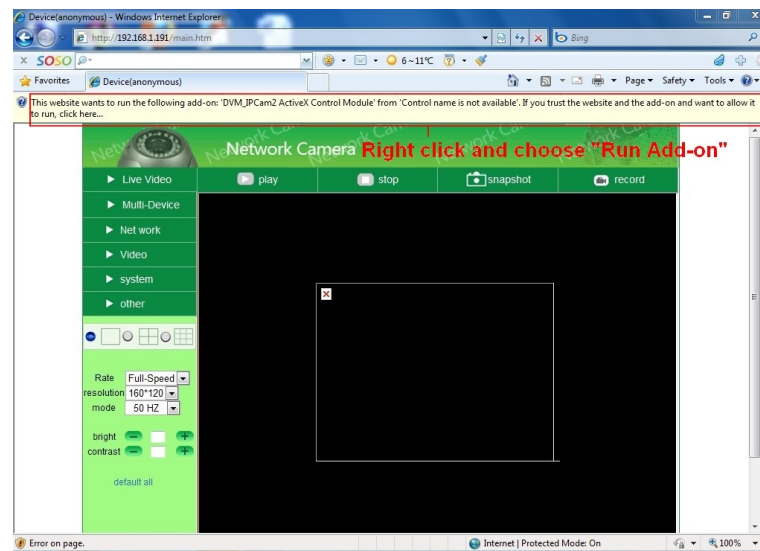 Device(anonymous) - Windows Internet Explorer
http://192.168.1.191/main.htm
Bing
x SOSO
6~11℃
Favorites
Device(anonymous)
Page Safety Tools
This website wants to run the following add-on: 'DVM_IPCam2 ActiveX Control Module' from 'Control name is not available'. If you trust the website and the add-on and want to allow it
to run, click here...
Network Camera
Right click and choose "Run Add-on"
Live Video
play
stop
snapshot
record
Multi-Device
Net work
Video
system
other
Rate Full-Speed
resolution 160*120
mode 50 HZ
bright
contrast
default all
Error on page.
Internet | Protected Mode: On
100%